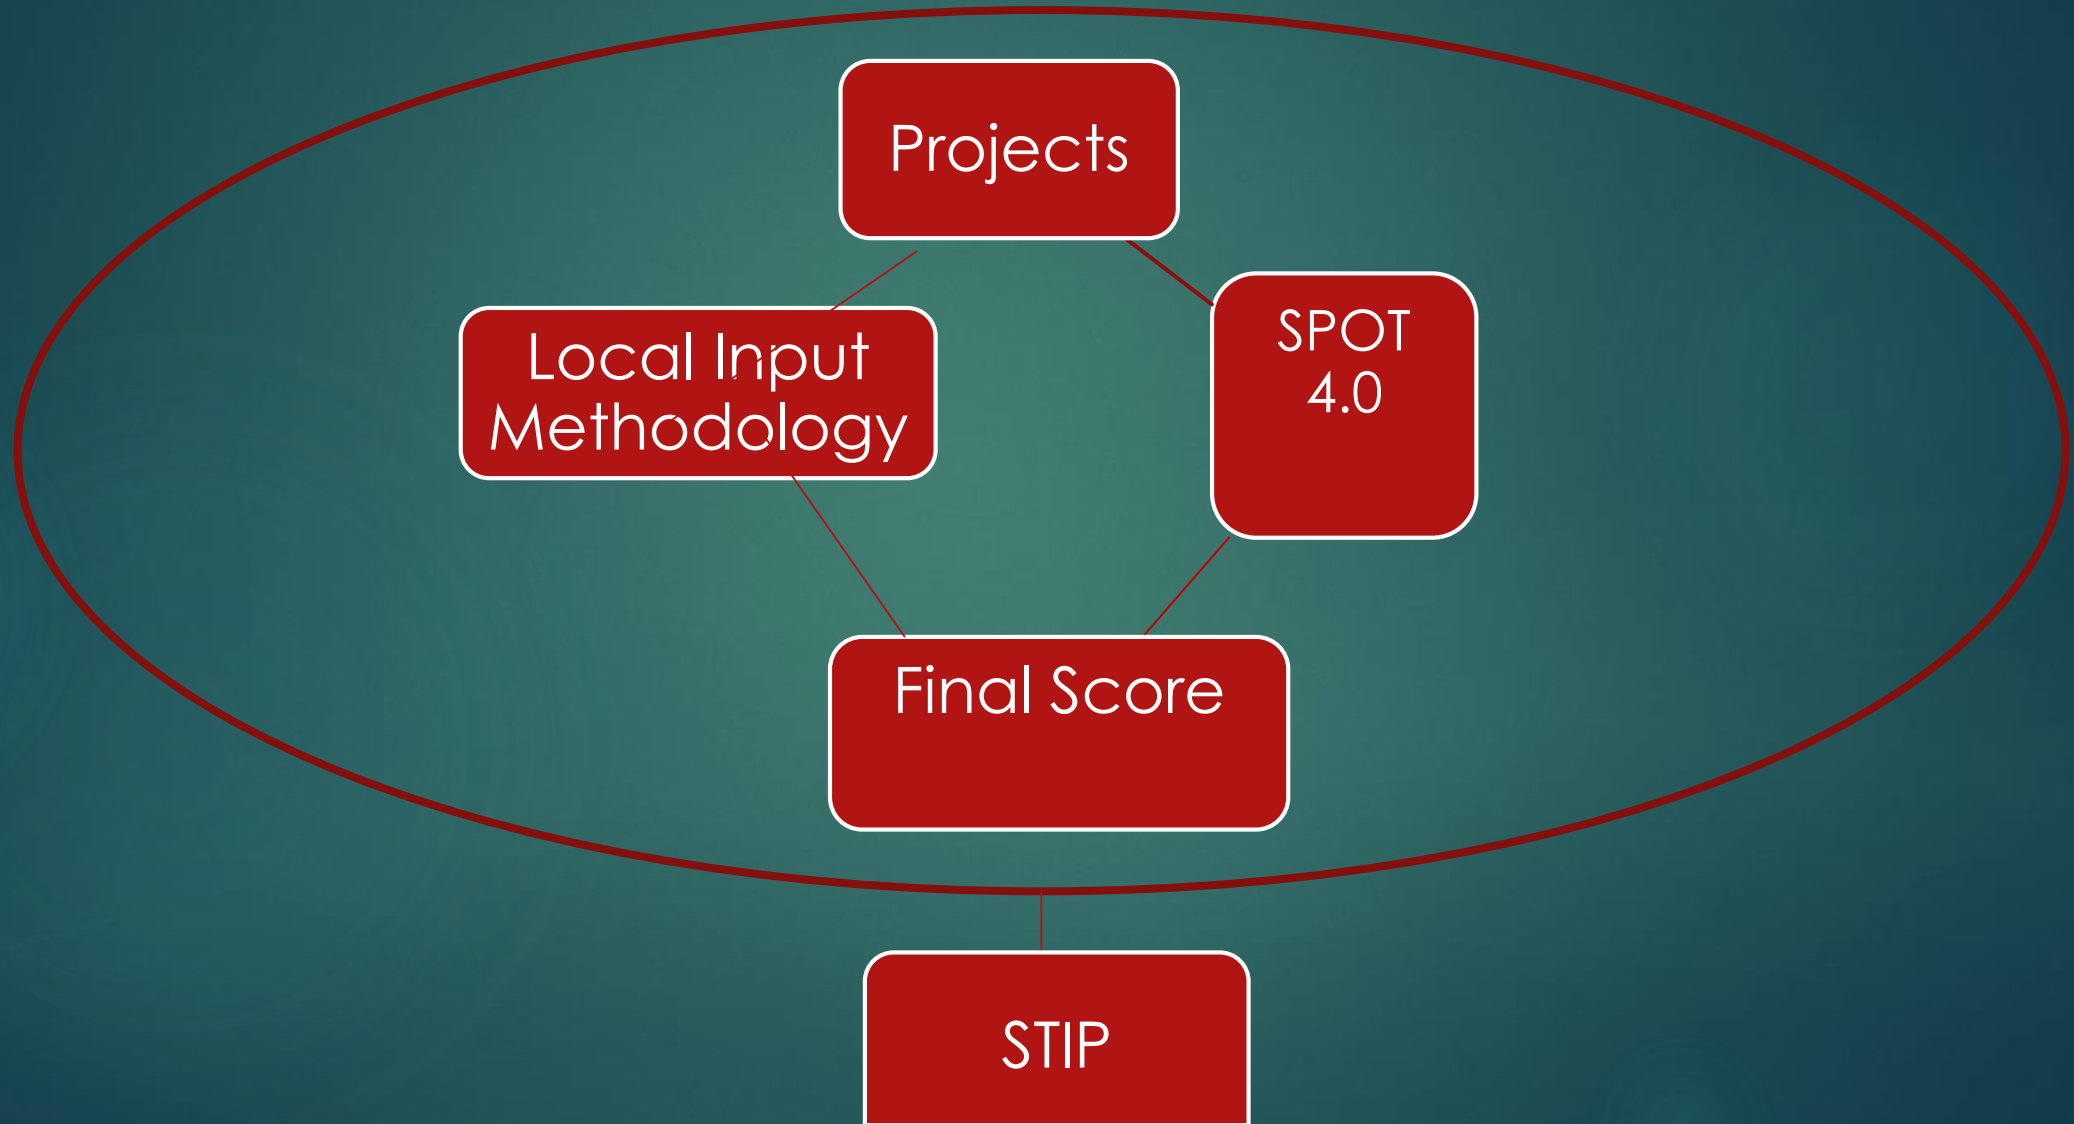 Projects
Local Input
Methodology
SPOT
4.0
Final Score
STIP